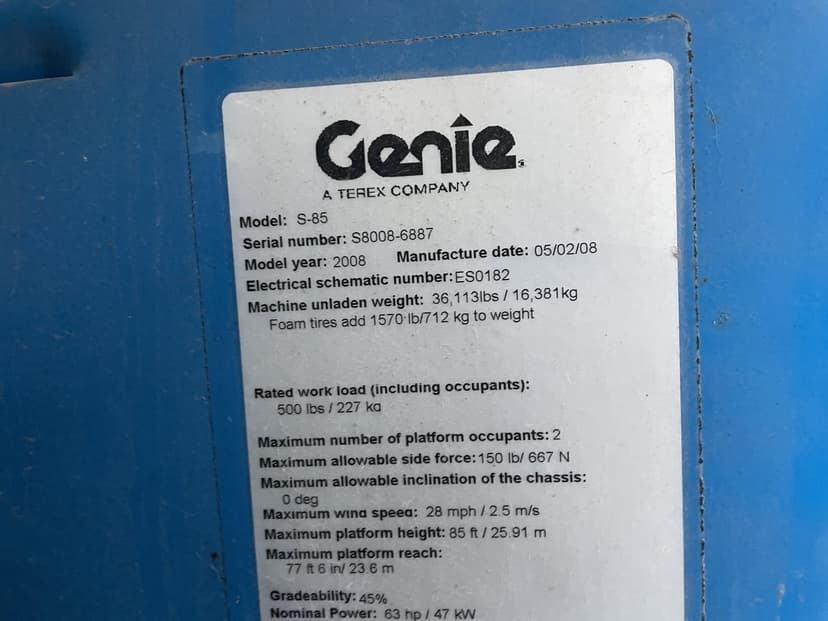 Genie
A TEREX COMPANY
Model: S-85
Serial number: S8008-6887
Model year: 2008 Manufacture date: 05/02/08
Electrical schematic number:ES0182
Machine unladen weight: 36,113lbs / 16,381kg
Foam tires add 1570 lb/712 kg to weight
Rated work load (including occupants):
500 lbs / 227 kg
Maximum number of platform occupants: 2
Maximum allowable side force:150 lb/ 667 N
Maximum allowable inclination of the chassis:
0 deg
Maximum wind speed: 28 mph / 2.5 m/s
Maximum platform height: 85 ft / 25.91 m
Maximum platform reach:
77 ft 6 in/ 23.6 m
Gradeability: 45%
Nominal Power: 63 hp / 47 kW